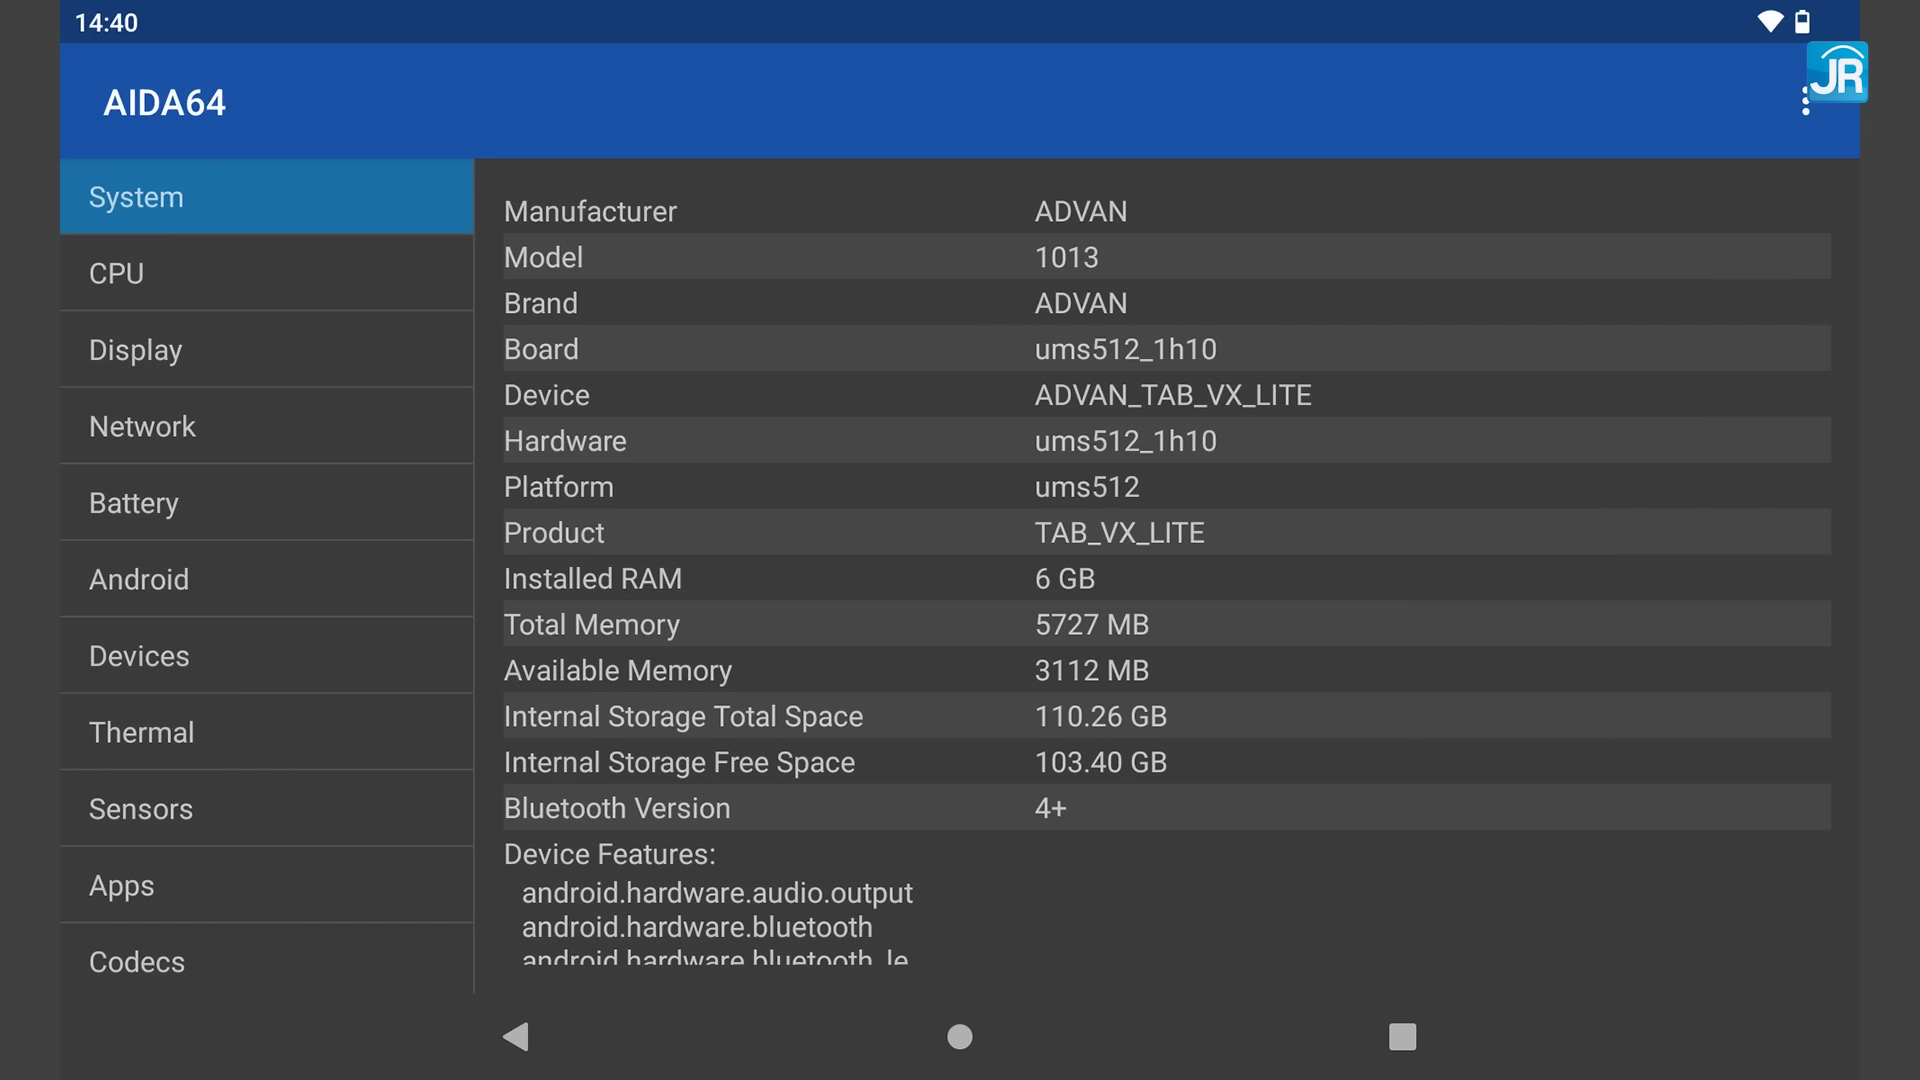 14:40
JR
AIDA64
System
CPU
Display
Network
Battery
Android
Devices
Thermal
Sensors
Apps
Codecs
Manufacturer ADVAN
Model 1013
Brand ADVAN
Board ums512_1h10
Device ADVAN_TAB_VX_LITE
Hardware ums512_1h10
Platform ums512
Product TAB_VX_LITE
Installed RAM 6 GB
Total Memory 5727 MB
Available Memory 3112 MB
Internal Storage Total Space 110.26 GB
Internal Storage Free Space 103.40 GB
Bluetooth Version 4+
Device Features:
android.hardware.audio.output
android.hardware.bluetooth
android.hardware.bluetooth_le